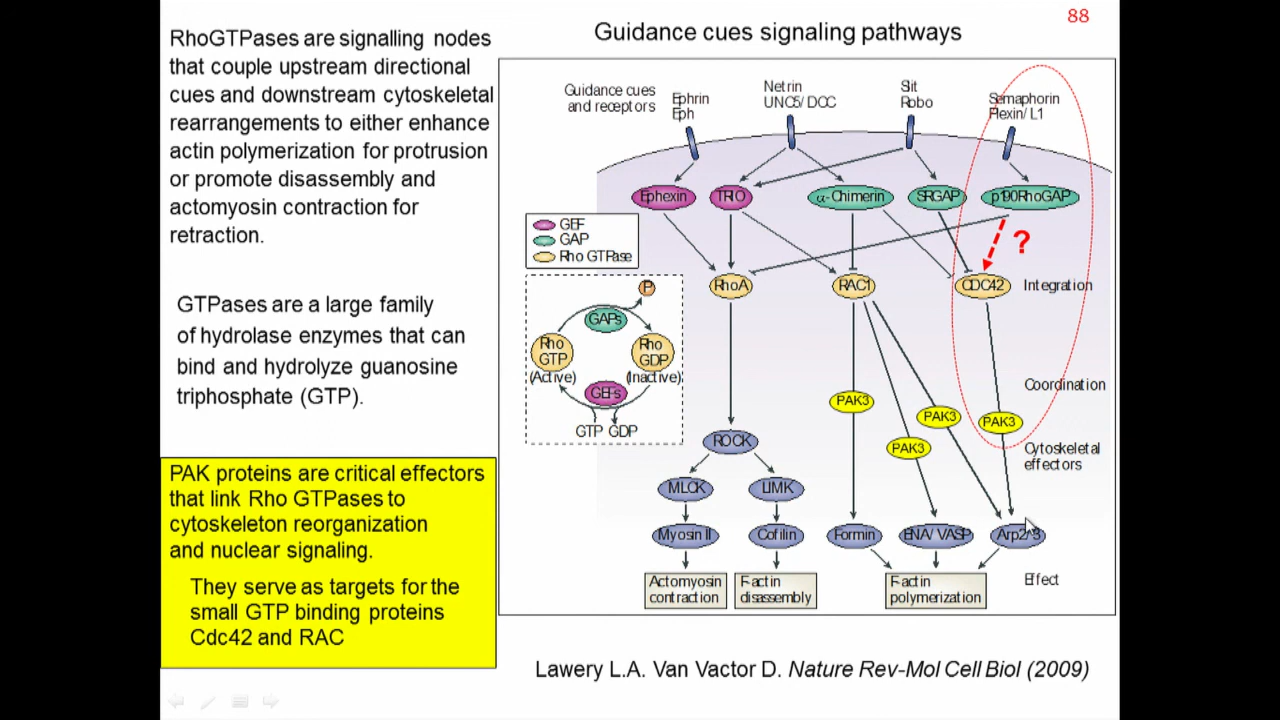 88
Guidance cues signaling pathways
RhoGTPases are signalling nodes
that couple upstream directional
cues and downstream cytoskeletal
rearrangements to either enhance
actin polymerization for protrusion
or promote disassembly and
actomyosin contraction for
retraction.
GTPases are a large family
of hydrolase enzymes that can
bind and hydrolyze guanosine
triphosphate (GTP).
PAK proteins are critical effectors
that link Rho GTPases to
cytoskeleton reorganization
and nuclear signaling.
They serve as targets for the
small GTP binding proteins
Cdc42 and RAC
Guidance cues
and receptors
Ephrin
Eph
Netrin
UNC5/DCC
Slit
Robo
Semaphorin
Plexin/L1
Ephexin
TRIO
α-Chimerin
SRGAP
p190RhoGAP
?
GEF
GAP
Rho GTPase
RhoA
RAC1
CDC42
Integration
P
GAPs
Rho
GTP
(Active)
Rho
GDP
(Inactive)
GEFs
GTP GDP
Coordination
PAK3
PAK3
PAK3
PAK3
ROCK
Cytoskeletal
effectors
MLCK
LIMK
Myosin II
Cofilin
Formin
ENA/VASP
Arp2/3
Effect
Actomyosin
contraction
F-actin
disassembly
F-actin
polymerization
Lawery L.A. Van Vactor D. Nature Rev-Mol Cell Biol (2009)